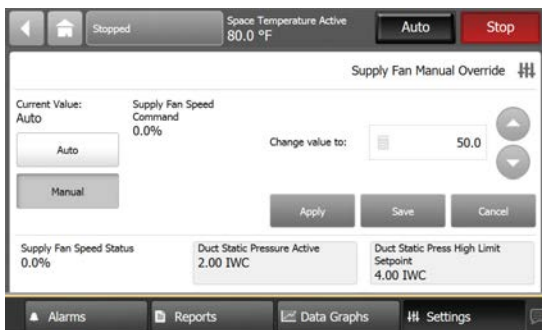 Stopped
Space Temperature Active
80.0 °F
Auto
Stop
Supply Fan Manual Override
Current Value:
Auto
Supply Fan Speed
Command
0.0%
Change value to:
50.0
Auto
Manual
Apply
Save
Cancel
Supply Fan Speed Status
0.0%
Duct Static Pressure Active
2.00 IWC
Duct Static Press High Limit
Setpoint
4.00 IWC
Alarms
Reports
Data Graphs
Settings